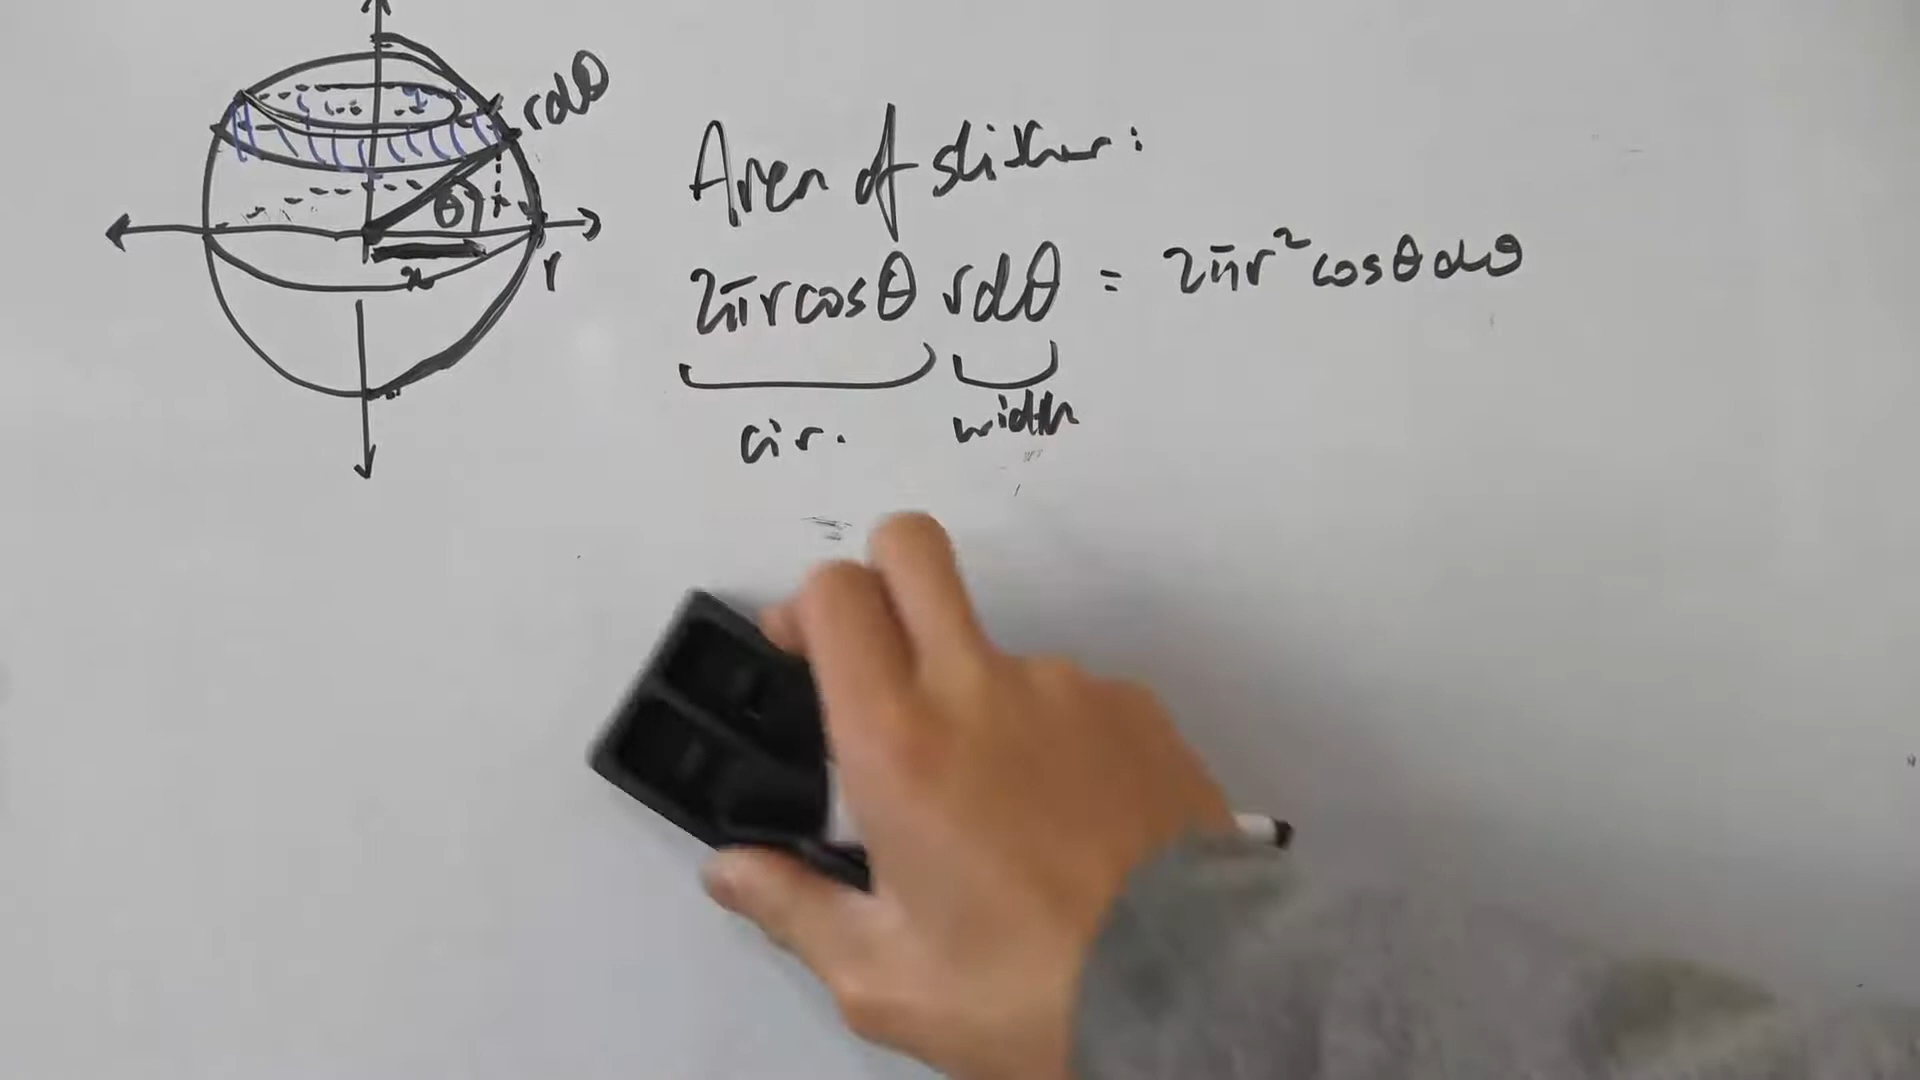 rdθ
θ
x
r
Area of slither:
2πrcosθ rdθ = 2πr²cosθdθ
cir. width